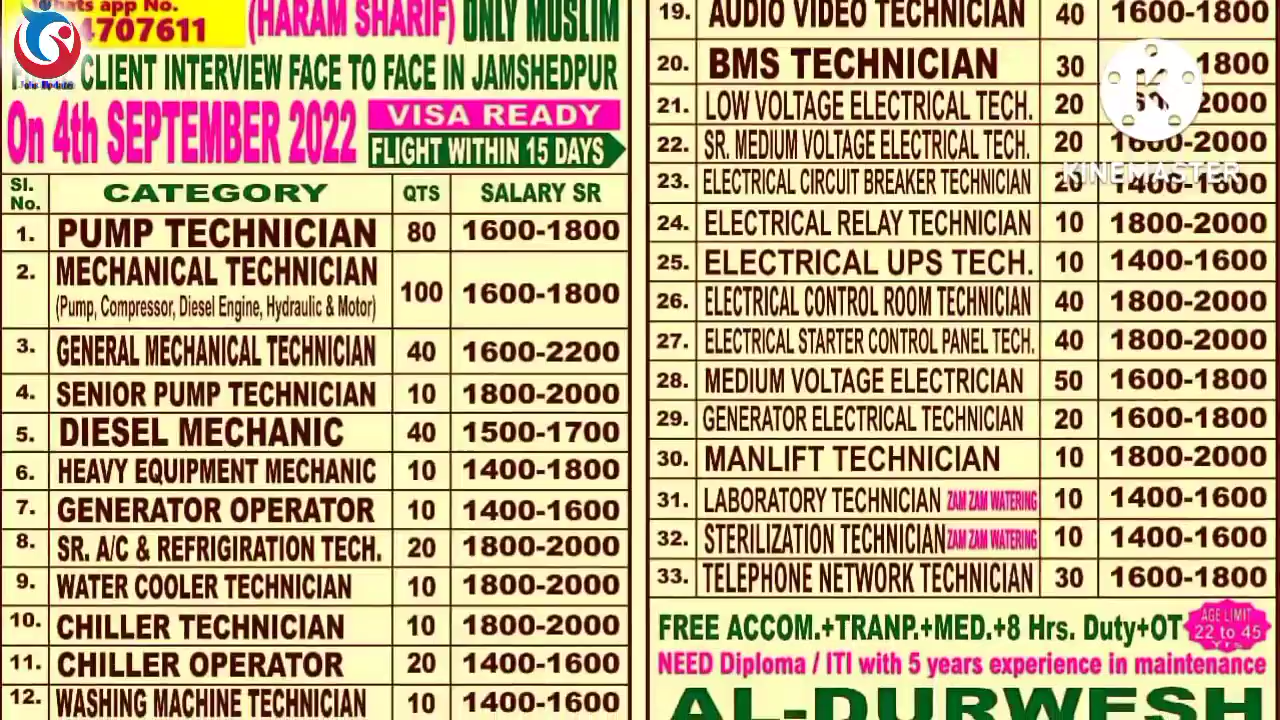 Whats app No.
4707611
(HARAM SHARIF) ONLY MUSLIM
CLIENT INTERVIEW FACE TO FACE IN JAMSHEDPUR
On 4th SEPTEMBER 2022
VISA READY
FLIGHT WITHIN 15 DAYS
Sl. No. CATEGORY QTS SALARY SR
1. PUMP TECHNICIAN 80 1600-1800
2. MECHANICAL TECHNICIAN 100 1600-1800
(Pump, Compressor, Diesel Engine, Hydraulic & Motor)
3. GENERAL MECHANICAL TECHNICIAN 40 1600-2200
4. SENIOR PUMP TECHNICIAN 10 1800-2000
5. DIESEL MECHANIC 40 1500-1700
6. HEAVY EQUIPMENT MECHANIC 10 1400-1800
7. GENERATOR OPERATOR 10 1400-1600
8. SR. A/C & REFRIGIRATION TECH. 20 1800-2000
9. WATER COOLER TECHNICIAN 10 1800-2000
10. CHILLER TECHNICIAN 10 1800-2000
11. CHILLER OPERATOR 20 1400-1600
12. WASHING MACHINE TECHNICIAN 10 1400-1600
19. AUDIO VIDEO TECHNICIAN 40 1600-1800
20. BMS TECHNICIAN 30 1800
21. LOW VOLTAGE ELECTRICAL TECH. 20 2000
22. SR. MEDIUM VOLTAGE ELECTRICAL TECH. 20 1600-2000
23. ELECTRICAL CIRCUIT BREAKER TECHNICIAN 20 1400-1600
24. ELECTRICAL RELAY TECHNICIAN 10 1800-2000
25. ELECTRICAL UPS TECH. 10 1400-1600
26. ELECTRICAL CONTROL ROOM TECHNICIAN 40 1800-2000
27. ELECTRICAL STARTER CONTROL PANEL TECH. 40 1800-2000
28. MEDIUM VOLTAGE ELECTRICIAN 50 1600-1800
29. GENERATOR ELECTRICAL TECHNICIAN 20 1600-1800
30. MANLIFT TECHNICIAN 10 1800-2000
31. LABORATORY TECHNICIAN ZAM ZAM WATERING 10 1400-1600
32. STERILIZATION TECHNICIAN ZAM ZAM WATERING 10 1400-1600
33. TELEPHONE NETWORK TECHNICIAN 30 1600-1800
FREE ACCOM.+TRANP.+MED.+8 Hrs. Duty+OT
AGE LIMIT
22 to 45
YRS
NEED Diploma / ITI with 5 years experience in maintenance
AL-DURWESH
K
KINEMASTER